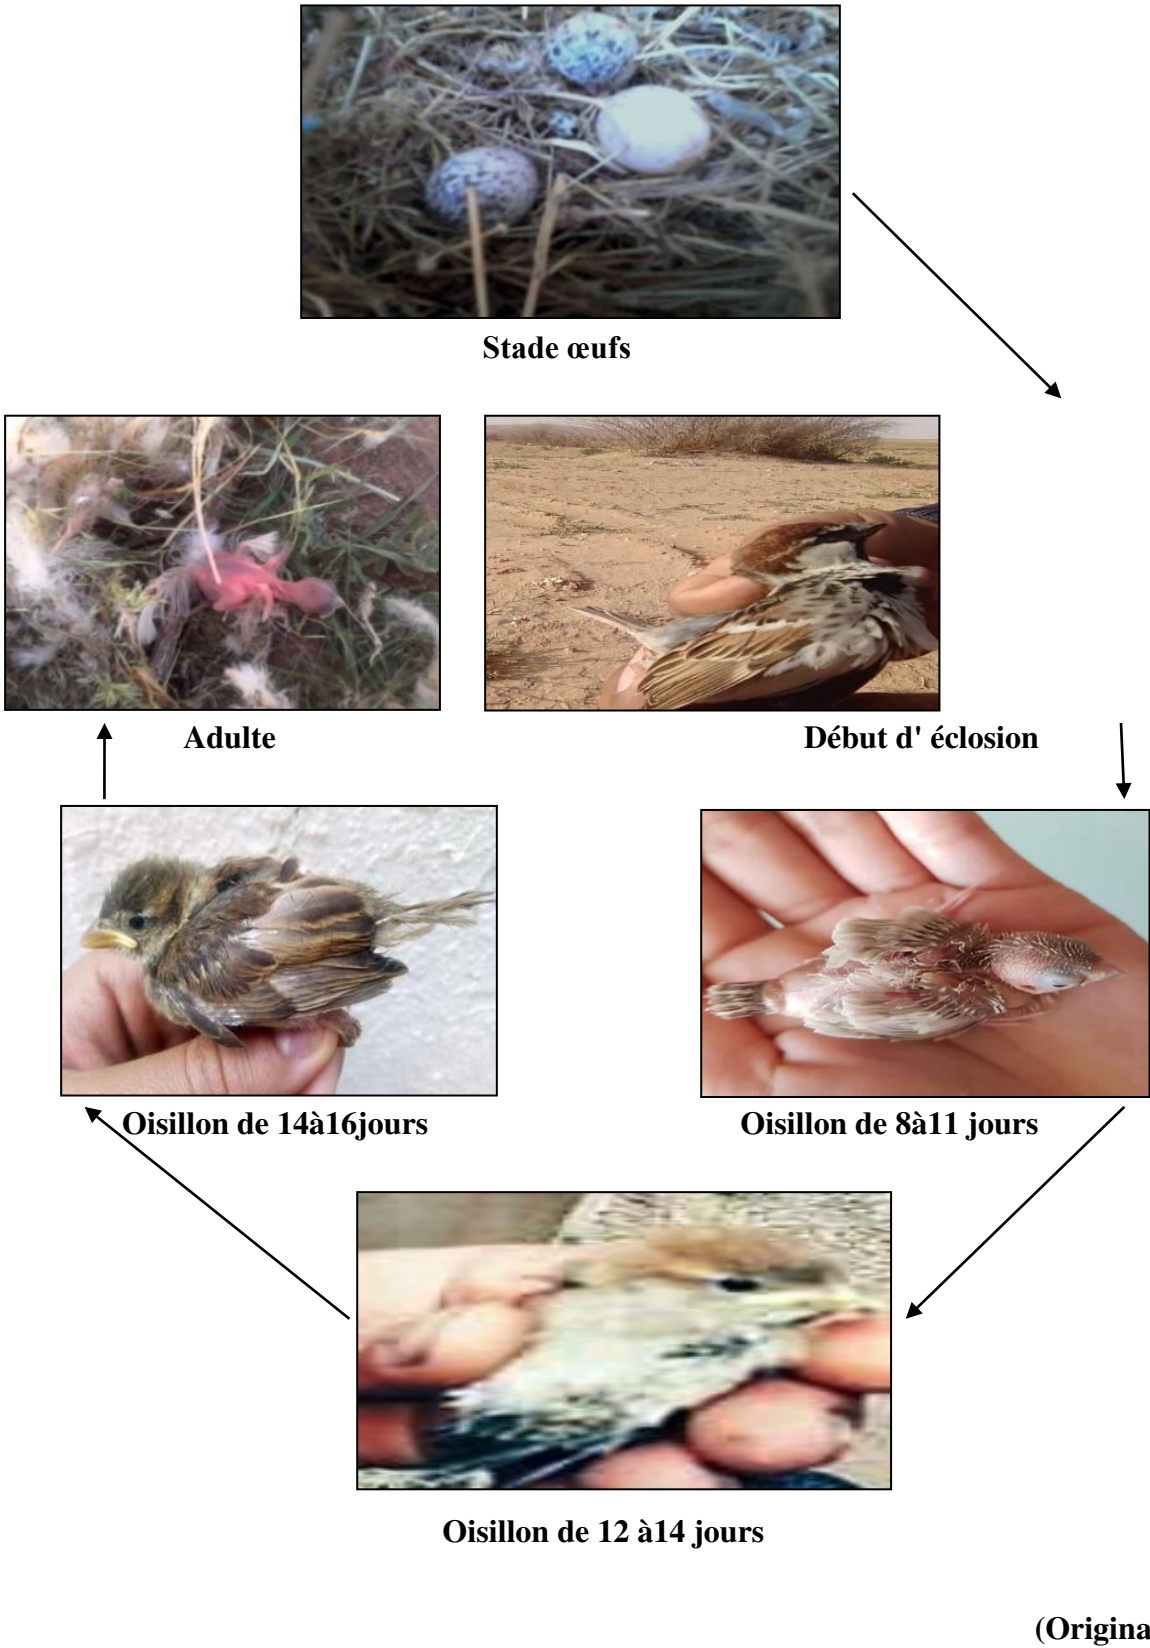 Stade œufs
Adulte
Début d' éclosion
Oisillon de 14à16jours
Oisillon de 8à11 jours
Oisillon de 12 à14 jours
(Origina